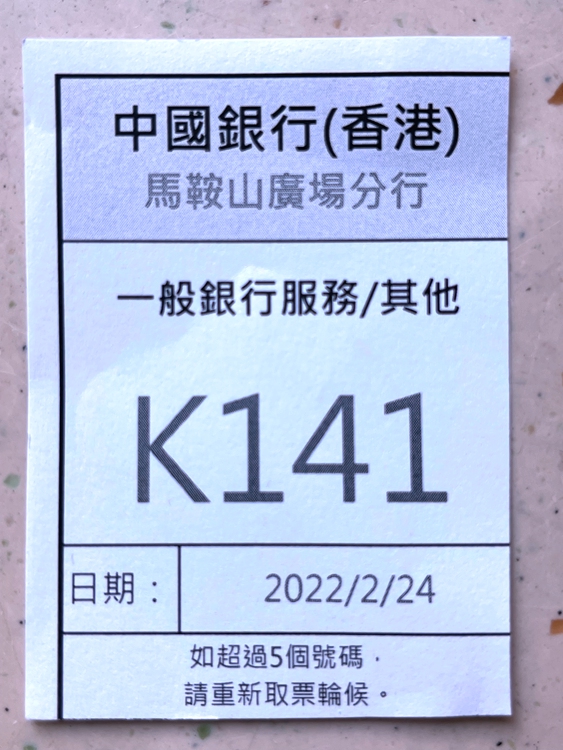 中國銀行(香港)
馬鞍山廣場分行
一般銀行服務/其他
K141
日期： 2022/2/24
如超過5個號碼，
請重新取票輪候。